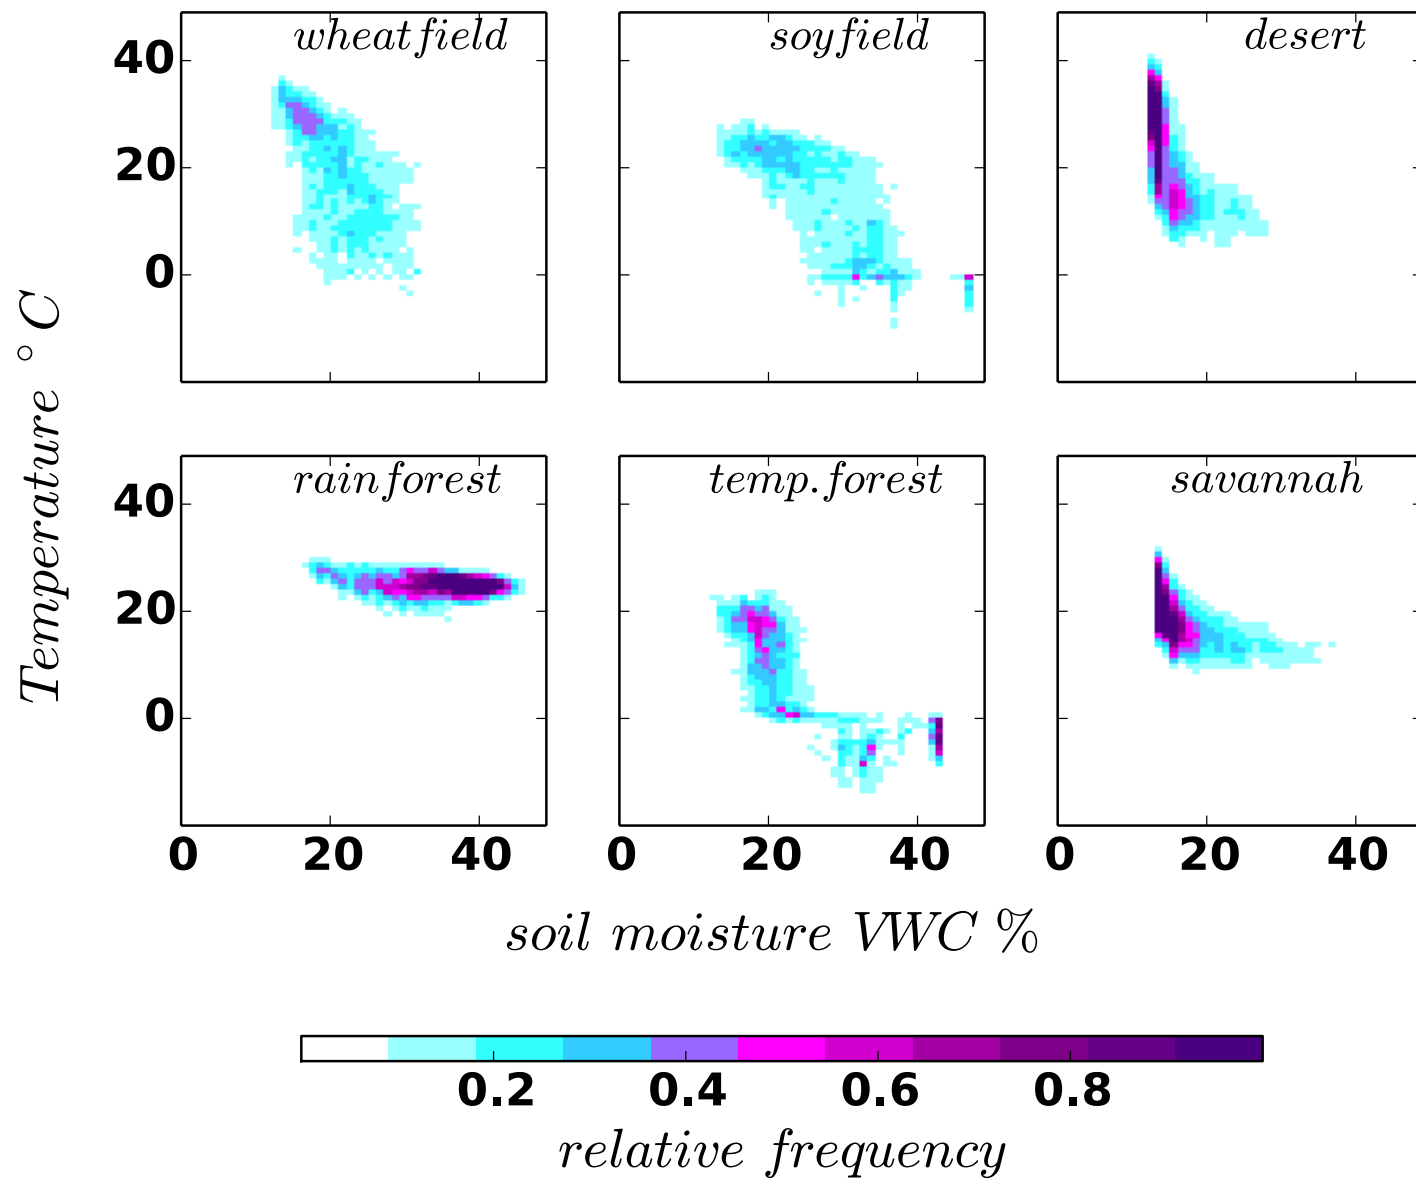 wheatfield soyfield desert
40
20
0
rainforest temp.forest savannah
40
20
0
0 20 40 0 20 40 0 20 40
Temperature °C
soil moisture VWC %
0.2 0.4 0.6 0.8
relative frequency